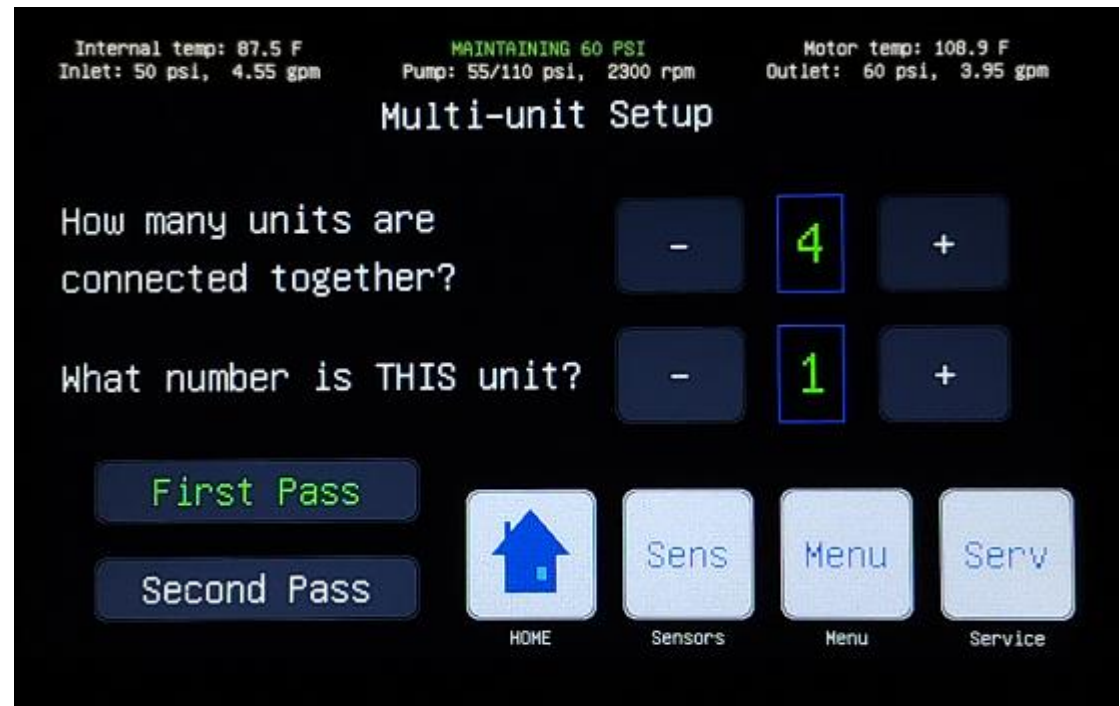 Internal temp: 87.5 F MAINTAINING 60 PSI Motor temp: 108.9 F
Inlet: 50 psi, 4.55 gpm Pump: 55/110 psi, 2300 rpm Outlet: 60 psi, 3.95 gpm
Multi-unit Setup
How many units are
connected together?
- 4 +
What number is THIS unit?
- 1 +
First Pass
Second Pass
Sens Menu Serv
HOME Sensors Menu Service